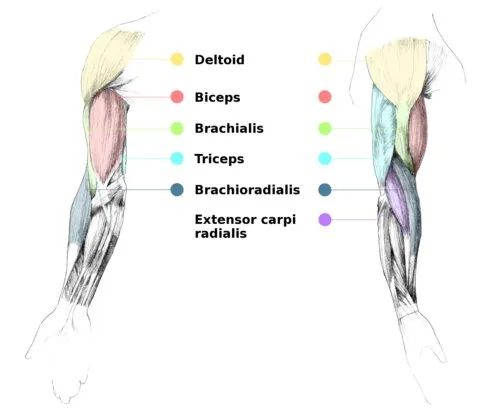 Deltoid
Biceps
Brachialis
Triceps
Brachioradialis
Extensor carpi
radialis